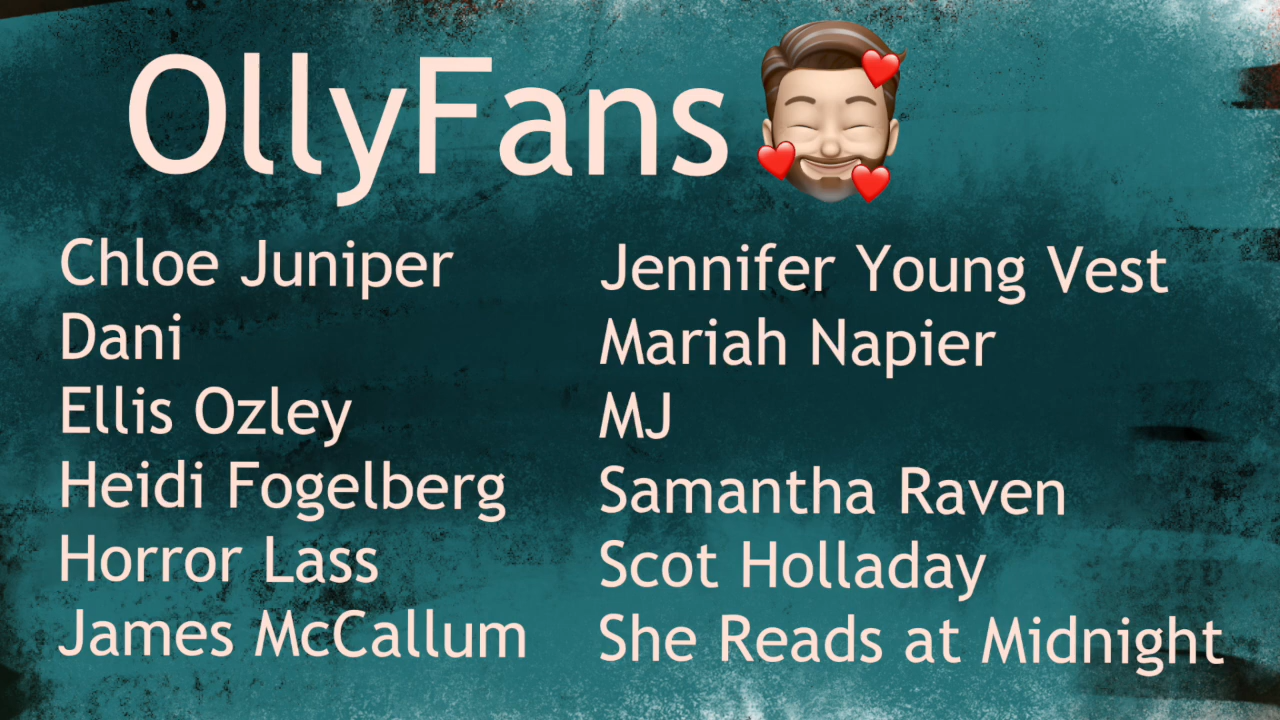 OllyFans
Chloe Juniper
Dani
Ellis Ozley
Heidi Fogelberg
Horror Lass
James McCallum
Jennifer Young Vest
Mariah Napier
MJ
Samantha Raven
Scot Holladay
She Reads at Midnight